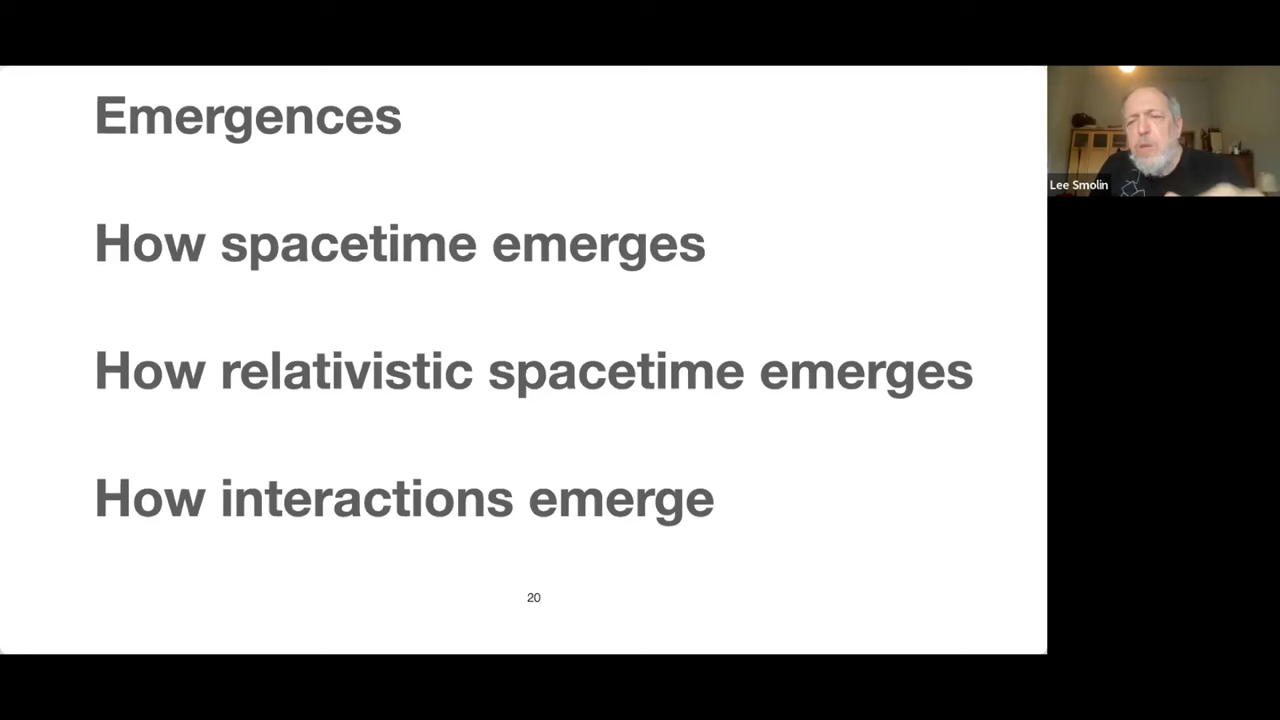 Emergences
How spacetime emerges
How relativistic spacetime emerges
How interactions emerge
20
Lee Smolin